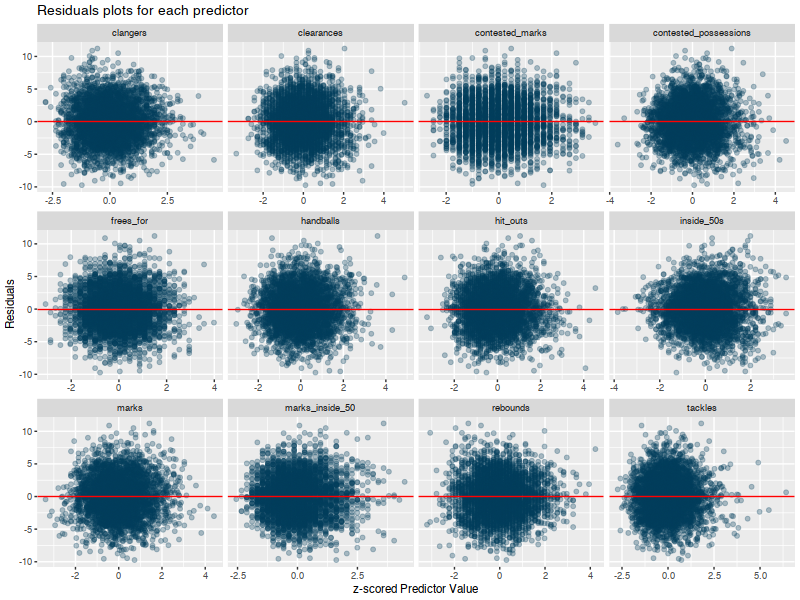 Residuals plots for each predictor
clangers clearances contested_marks contested_possessions
10
5
0
-5
-10
-2.5 0.0 2.5 -2 0 2 4 -2 0 2 -4 -2 0 2 4
frees_for handballs hit_outs inside_50s
10
5
0
-5
-10
-2 0 2 4 -2 0 2 4 -2 0 2 4 -4 -2 0 2
marks marks_inside_50 rebounds tackles
10
5
0
-5
-10
-2 0 2 4 -2.5 0.0 2.5 -2 0 2 4 -2.5 0.0 2.5 5.0
Residuals
z-scored Predictor Value